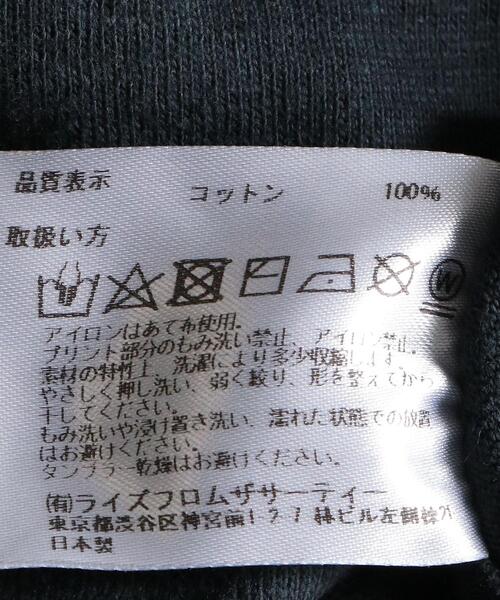 品質表示 コットン 100%
取扱い方
W
アイロンはあて布使用。
プリント部分のもみ洗い禁止、アイロン禁止。
素材の特性上、洗濯により多少収縮します
やさしく押し洗い、弱く絞り、形を整えてから
干してください。
もみ洗いや浸け置き洗い、濡れた状態での放置
はお避けください。
タンブラー乾燥はお避けください。
(有)ライズフロムザサーティー
東京都渋谷区神宮前
日本製